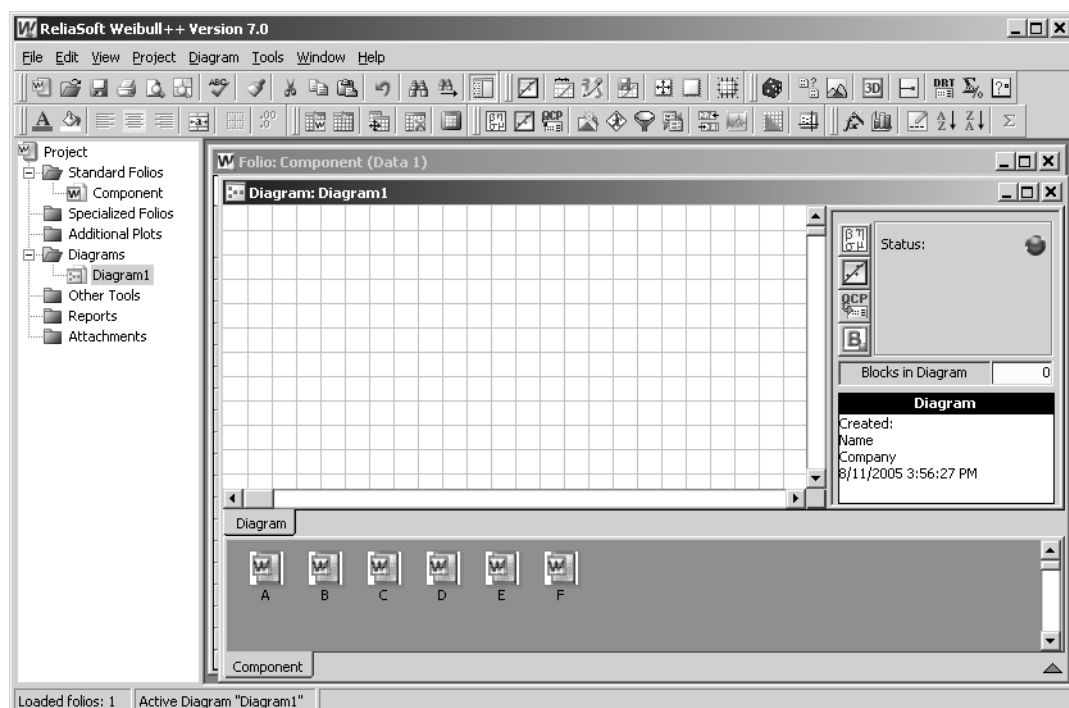 ReliaSoft Weibull++ Version 7.0
File Edit View Project Diagram Tools Window Help
Project
Standard Folios
Component
Specialized Folios
Additional Plots
Diagrams
Diagram1
Other Tools
Reports
Attachments
Folio: Component (Data 1)
Diagram: Diagram1
Status:
QCP
B
Blocks in Diagram 0
Diagram
Created:
Name
Company
8/11/2005 3:56:27 PM
Diagram
A B C D E F
Component
Loaded folios: 1 Active Diagram "Diagram1"